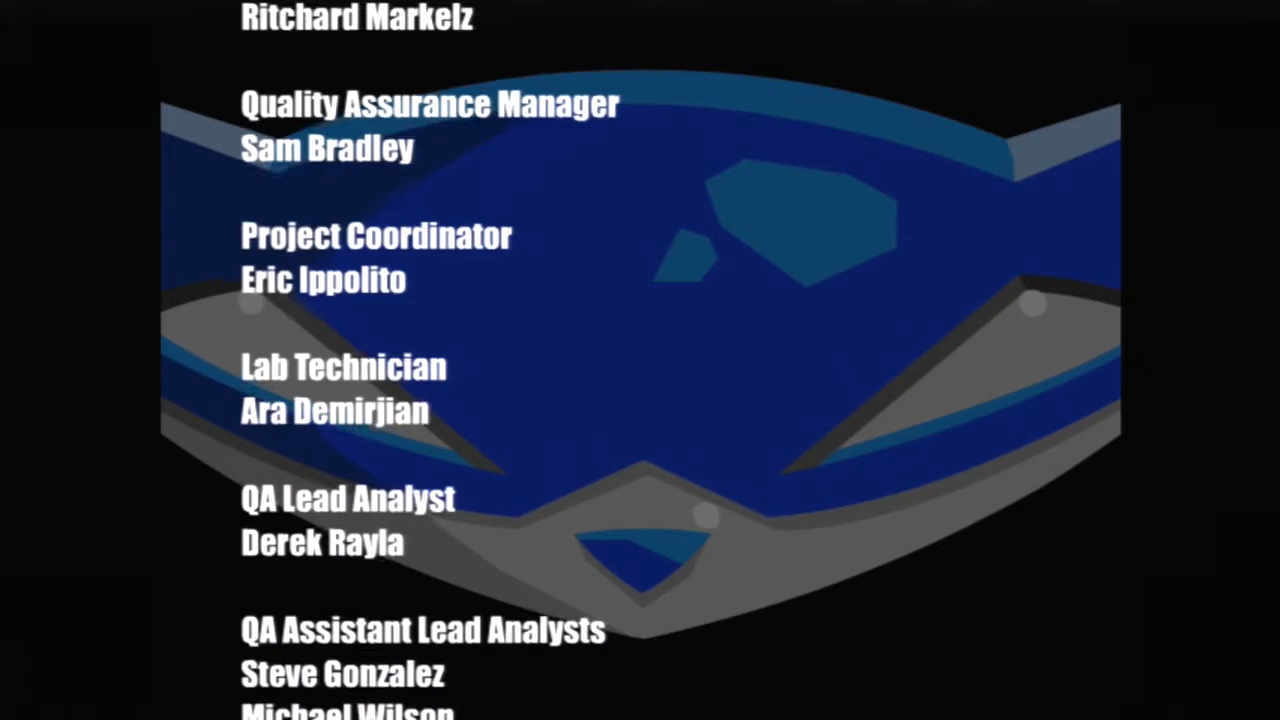 Ritchard Markelz
Quality Assurance Manager
Sam Bradley
Project Coordinator
Eric Ippolito
Lab Technician
Ara Demirjian
QA Lead Analyst
Derek Rayla
QA Assistant Lead Analysts
Steve Gonzalez
Michael Wilson